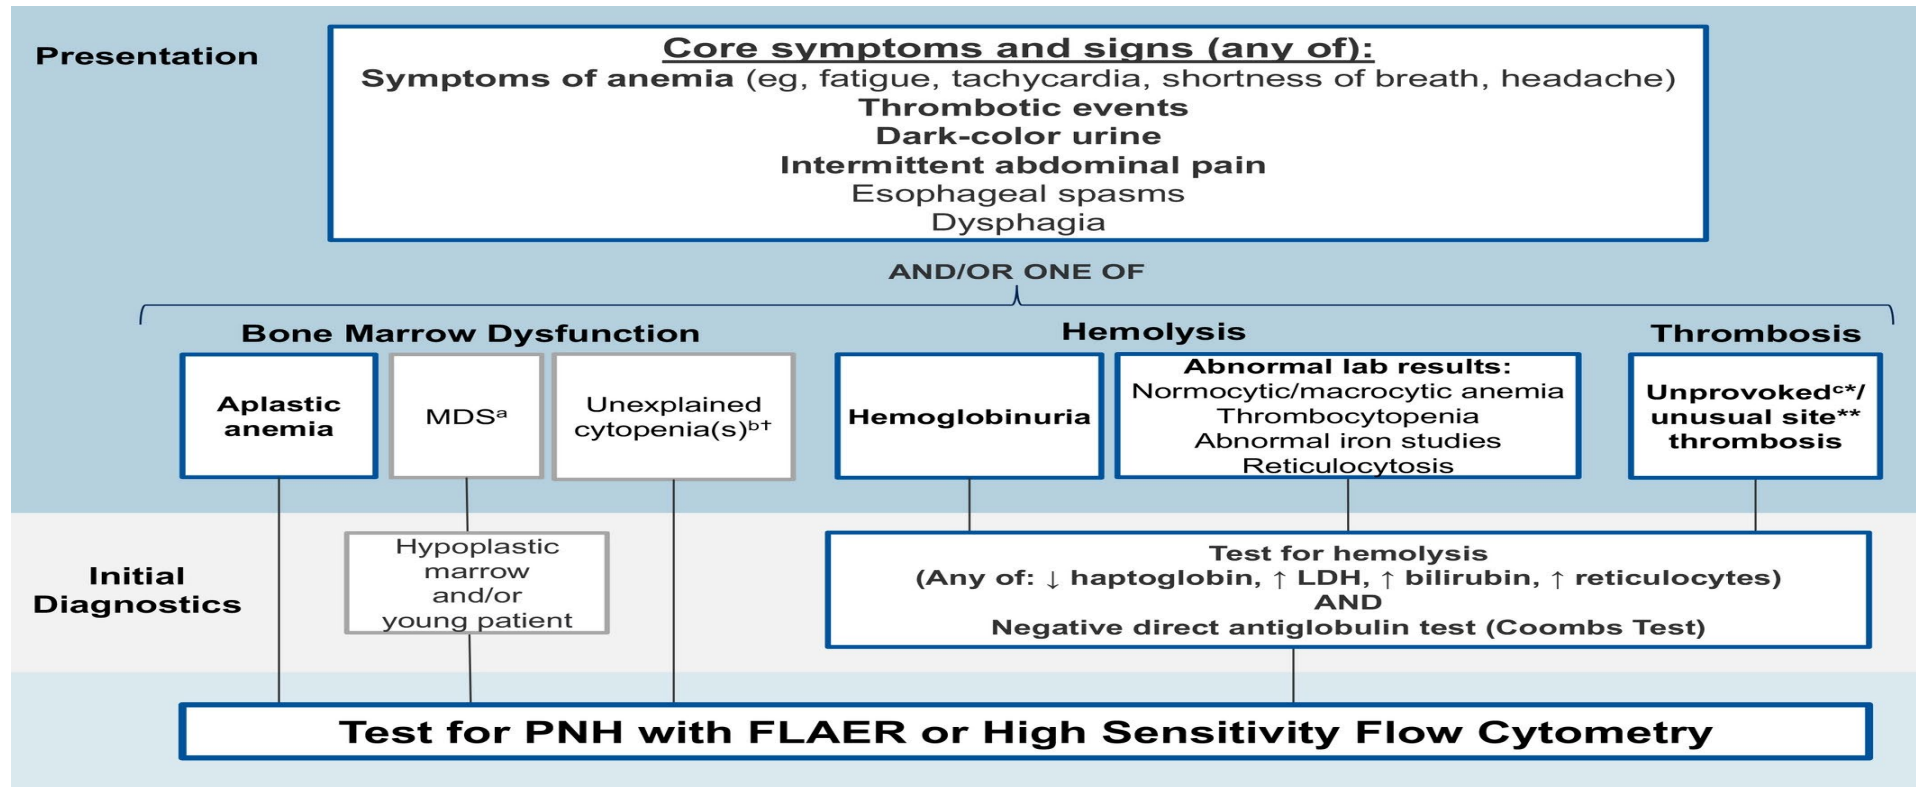 Presentation
Core symptoms and signs (any of):
Symptoms of anemia (eg, fatigue, tachycardia, shortness of breath, headache)
Thrombotic events
Dark-color urine
Intermittent abdominal pain
Esophageal spasms
Dysphagia
AND/OR ONE OF
Bone Marrow Dysfunction
Aplastic
anemia
MDSᵃ
Unexplained
cytopenia(s)ᵇ†
Hemolysis
Hemoglobinuria
Abnormal lab results:
Normocytic/macrocytic anemia
Thrombocytopenia
Abnormal iron studies
Reticulocytosis
Thrombosis
Unprovokedᶜ*/
unusual site**
thrombosis
Initial
Diagnostics
Hypoplastic
marrow
and/or
young patient
Test for hemolysis
(Any of: ↓ haptoglobin, ↑ LDH, ↑ bilirubin, ↑ reticulocytes)
AND
Negative direct antiglobulin test (Coombs Test)
Test for PNH with FLAER or High Sensitivity Flow Cytometry